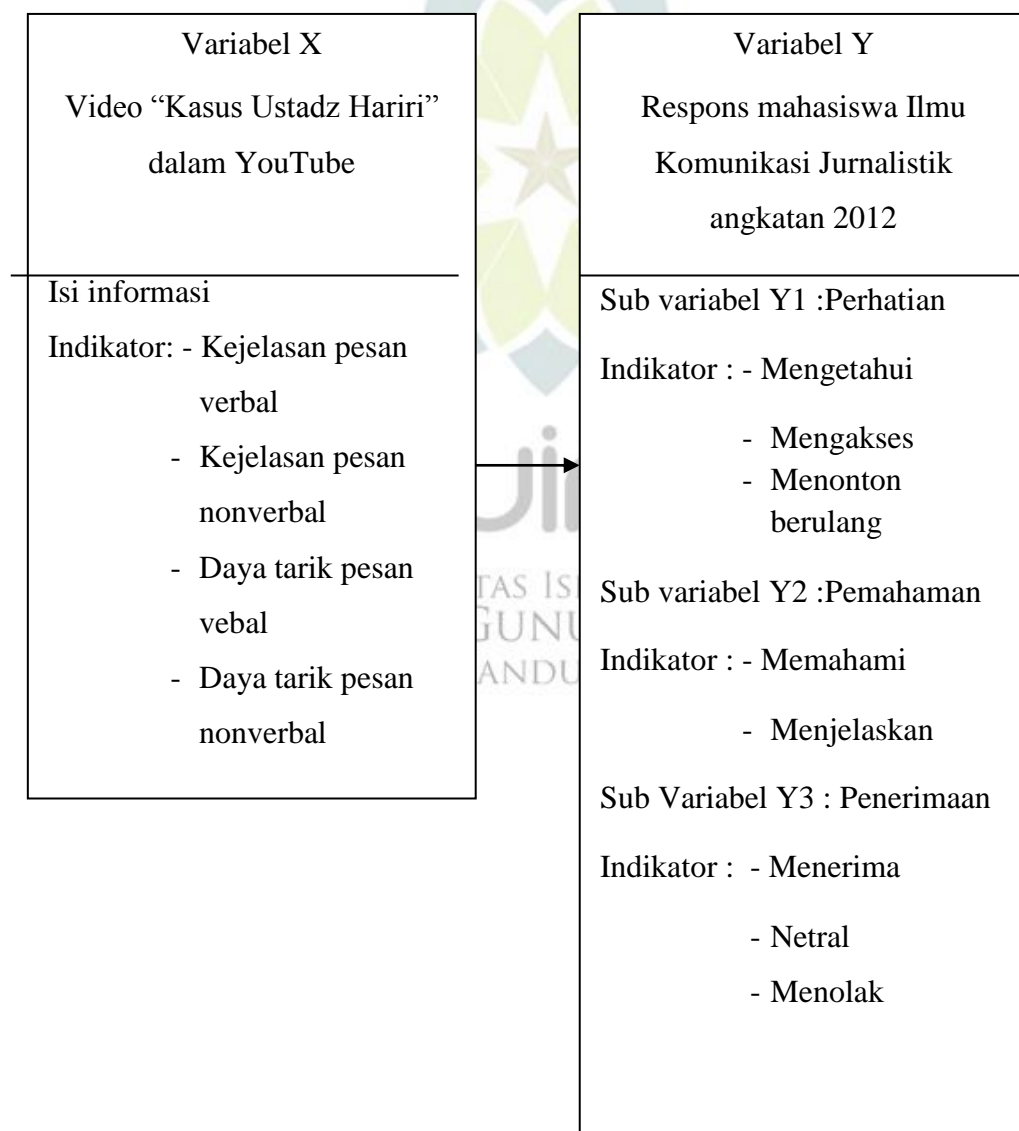 Variabel X
Video “Kasus Ustadz Hariri”
dalam YouTube
Isi informasi
Indikator: - Kejelasan pesan
verbal
- Kejelasan pesan
nonverbal
- Daya tarik pesan
vebal
- Daya tarik pesan
nonverbal
Variabel Y
Respons mahasiswa Ilmu
Komunikasi Jurnalistik
angkatan 2012
Sub variabel Y1 :Perhatian
Indikator : - Mengetahui
- Mengakses
- Menonton
berulang
Sub variabel Y2 :Pemahaman
Indikator : - Memahami
- Menjelaskan
Sub Variabel Y3 : Penerimaan
Indikator : - Menerima
- Netral
- Menolak